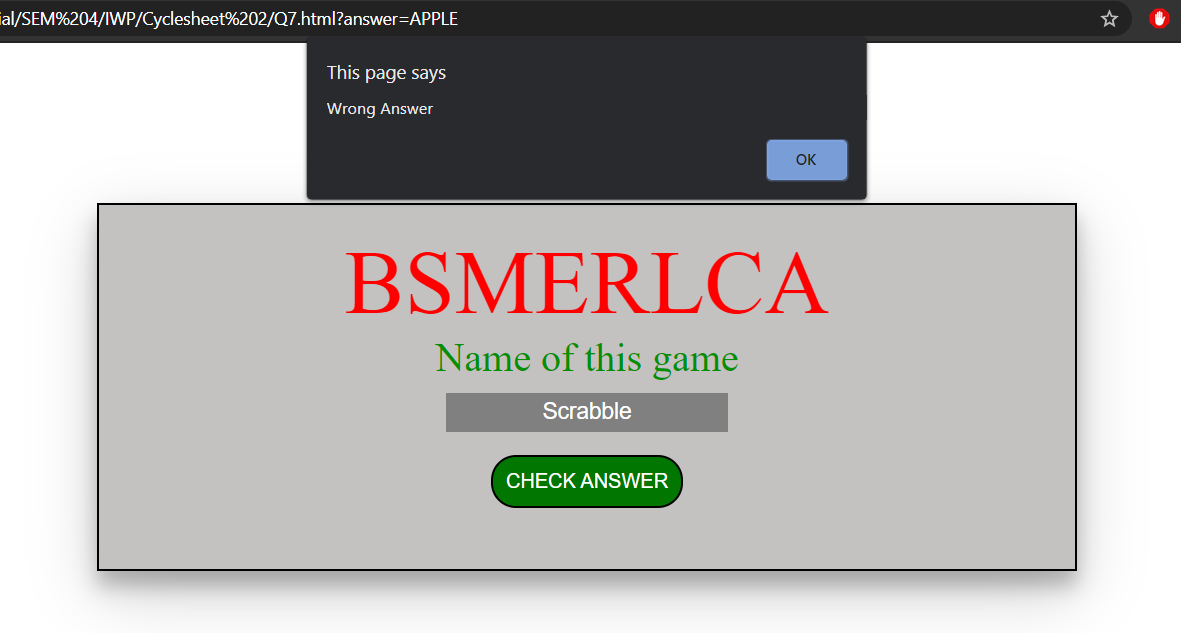 ial/SEM%204/IWP/Cyclesheet%202/Q7.html?answer=APPLE
This page says
Wrong Answer
OK
BSMERLCA
Name of this game
Scrabble
CHECK ANSWER